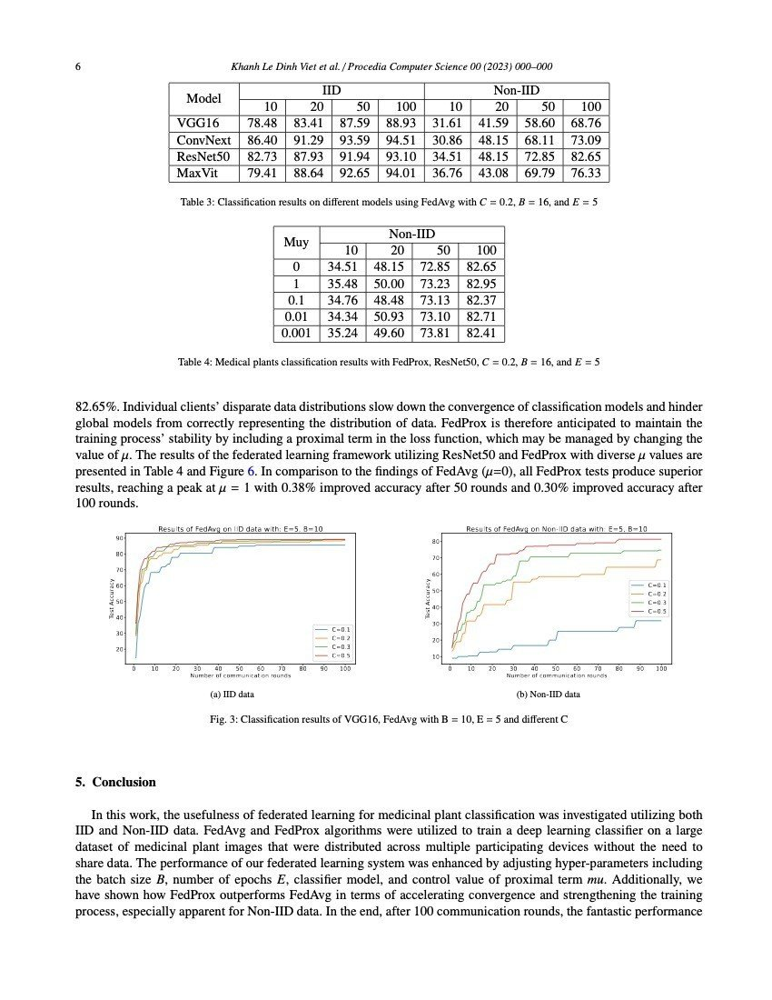 6
Khanh Le Dinh Viet et al. / Procedia Computer Science 00 (2023) 000–000
Model IID Non-IID
10 20 50 100 10 20 50 100
VGG16 78.48 83.41 87.59 88.93 31.61 41.59 58.60 68.76
ConvNext 86.40 91.29 93.59 94.51 30.86 48.15 68.11 73.09
ResNet50 82.73 87.93 91.94 93.10 34.51 48.15 72.85 82.65
MaxVit 79.41 88.64 92.65 94.01 36.76 43.08 69.79 76.33
Table 3: Classification results on different models using FedAvg with C = 0.2, B = 16, and E = 5
Muy Non-IID
10 20 50 100
0 34.51 48.15 72.85 82.65
1 35.48 50.00 73.23 82.95
0.1 34.76 48.48 73.13 82.37
0.01 34.34 50.93 73.10 82.71
0.001 35.24 49.60 73.81 82.41
Table 4: Medical plants classification results with FedProx, ResNet50, C = 0.2, B = 16, and E = 5
82.65%. Individual clients' disparate data distributions slow down the convergence of classification models and hinder
global models from correctly representing the distribution of data. FedProx is therefore anticipated to maintain the
training process' stability by including a proximal term in the loss function, which may be managed by changing the
value of μ. The results of the federated learning framework utilizing ResNet50 and FedProx with diverse μ values are
presented in Table 4 and Figure 6. In comparison to the findings of FedAvg (μ=0), all FedProx tests produce superior
results, reaching a peak at μ = 1 with 0.38% improved accuracy after 50 rounds and 0.30% improved accuracy after
100 rounds.
Results of FedAvg on IID data with: E=5, B=10
90
80
70
60
50
40
30
20
Test Accuracy
C=0.1
C=0.2
C=0.3
C=0.5
0 10 20 30 40 50 60 70 80 90 100
Number of communication rounds
(a) IID data
Results of FedAvg on Non-IID data with: E=5, B=10
80
70
60
50
40
30
20
10
Test Accuracy
C=0.1
C=0.2
C=0.3
C=0.5
0 10 20 30 40 50 60 70 80 90 100
Number of communication rounds
(b) Non-IID data
Fig. 3: Classification results of VGG16, FedAvg with B = 10, E = 5 and different C
5. Conclusion
In this work, the usefulness of federated learning for medicinal plant classification was investigated utilizing both
IID and Non-IID data. FedAvg and FedProx algorithms were utilized to train a deep learning classifier on a large
dataset of medicinal plant images that were distributed across multiple participating devices without the need to
share data. The performance of our federated learning system was enhanced by adjusting hyper-parameters including
the batch size B, number of epochs E, classifier model, and control value of proximal term mu. Additionally, we
have shown how FedProx outperforms FedAvg in terms of accelerating convergence and strengthening the training
process, especially apparent for Non-IID data. In the end, after 100 communication rounds, the fantastic performance